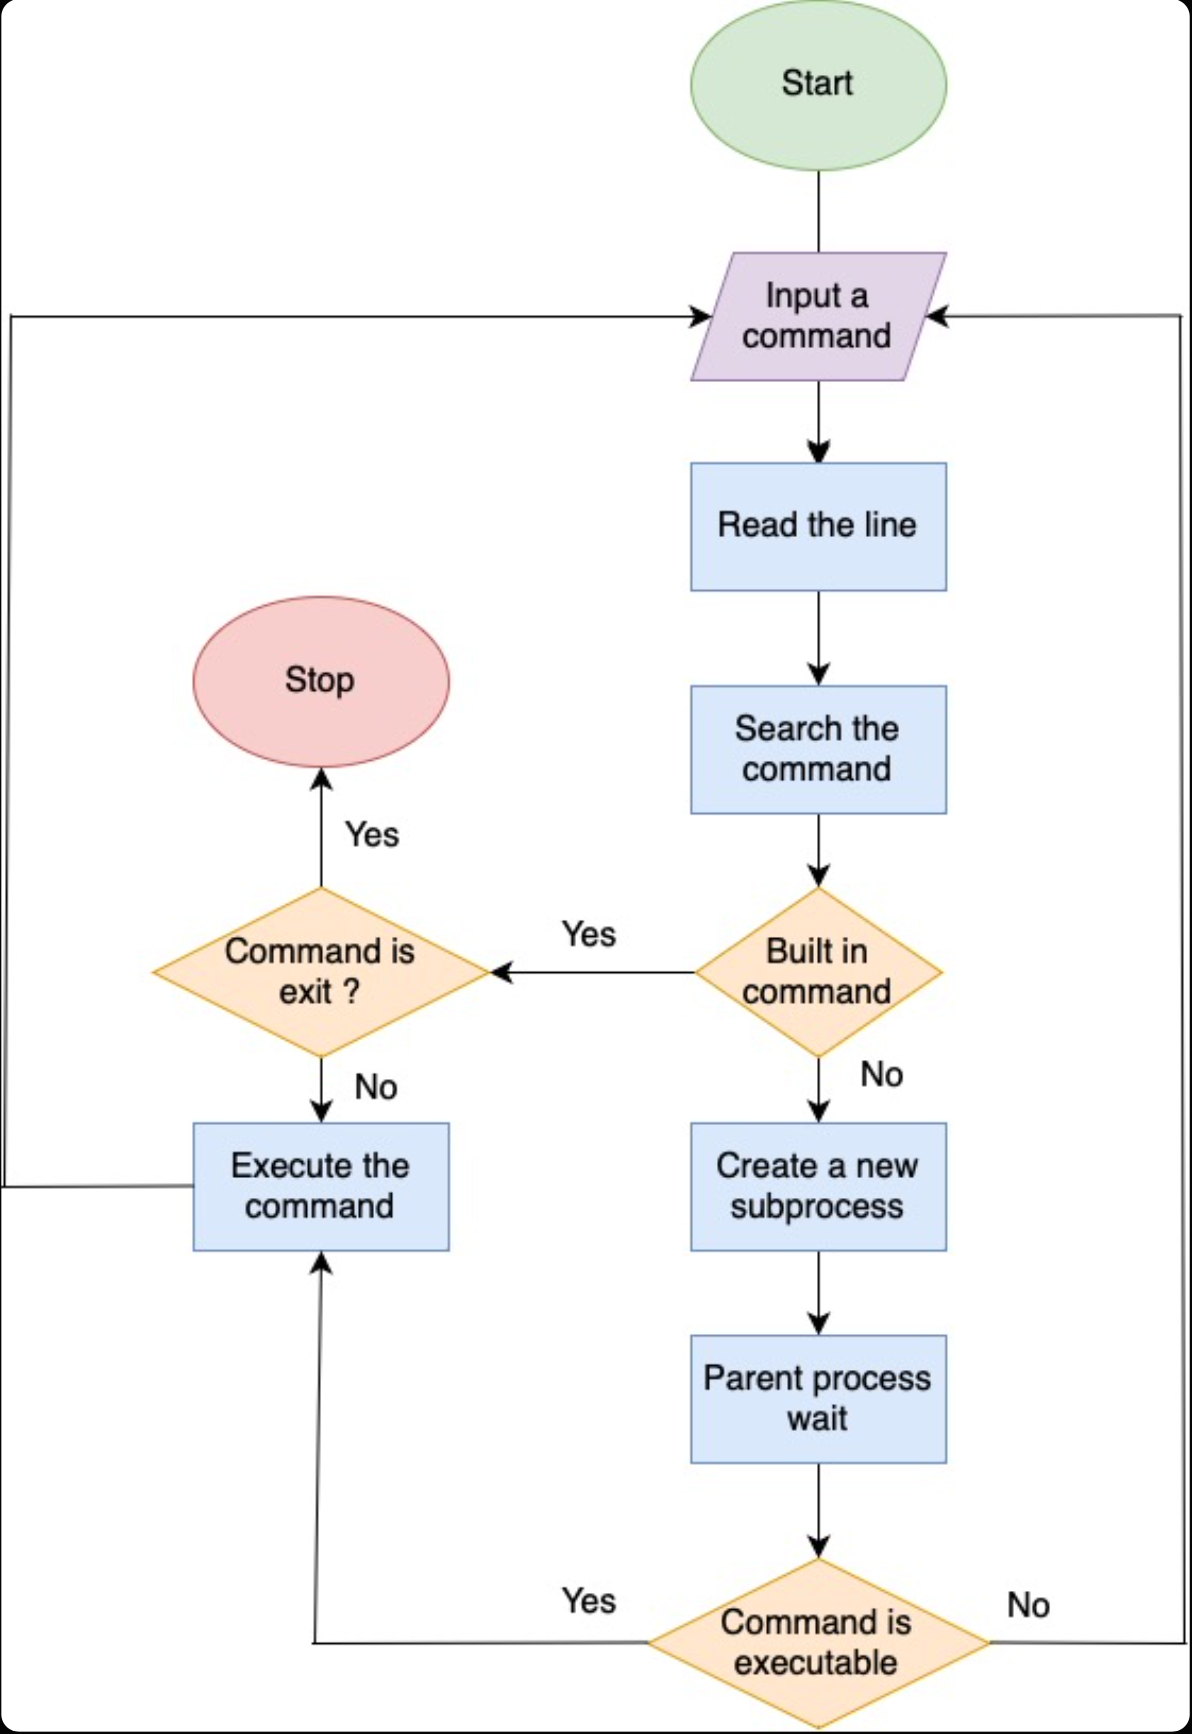 Start
Input a
command
Read the line
Search the
command
Stop
Yes
Command is
exit ?
Yes
Built in
command
No
No
Execute the
command
Create a new
subprocess
Parent process
wait
Yes
Command is
executable
No